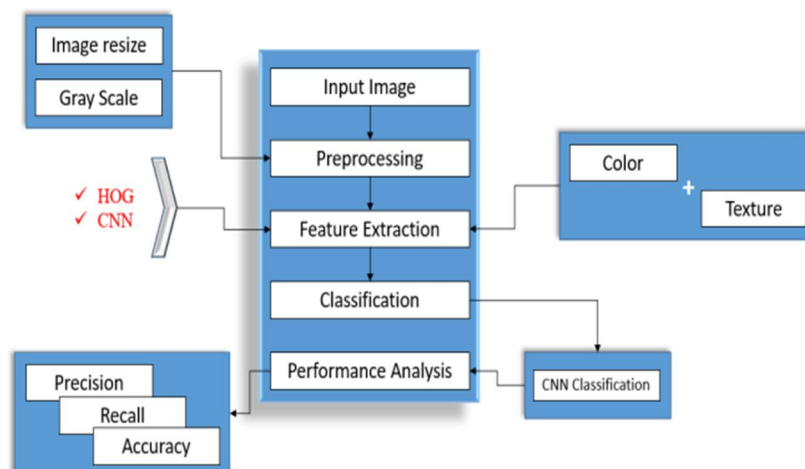 Image resize
Gray Scale
Input Image
Preprocessing
✓ HOG
✓ CNN
Feature Extraction
Color
+
Texture
Classification
Performance Analysis
CNN Classification
Precision
Recall
Accuracy